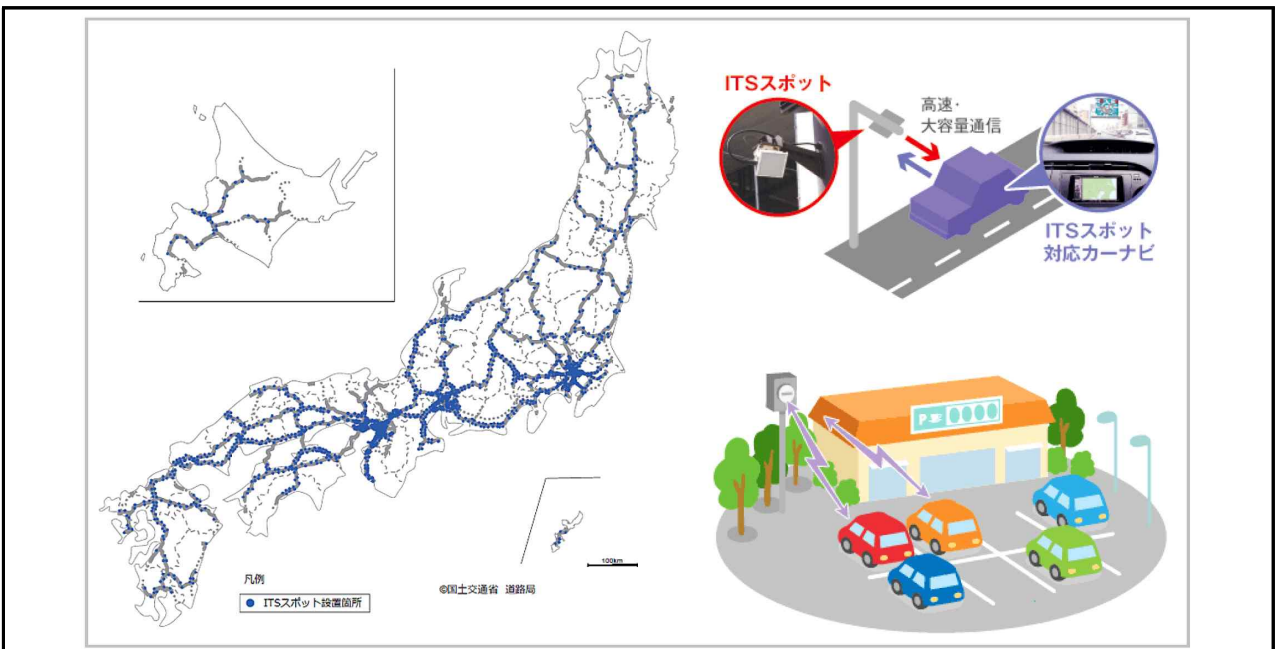 100km
凡例
ITSスポット設置箇所
©国土交通省 道路局
ITSスポット
高速・
大容量通信
ITSスポット
対応カーナビ